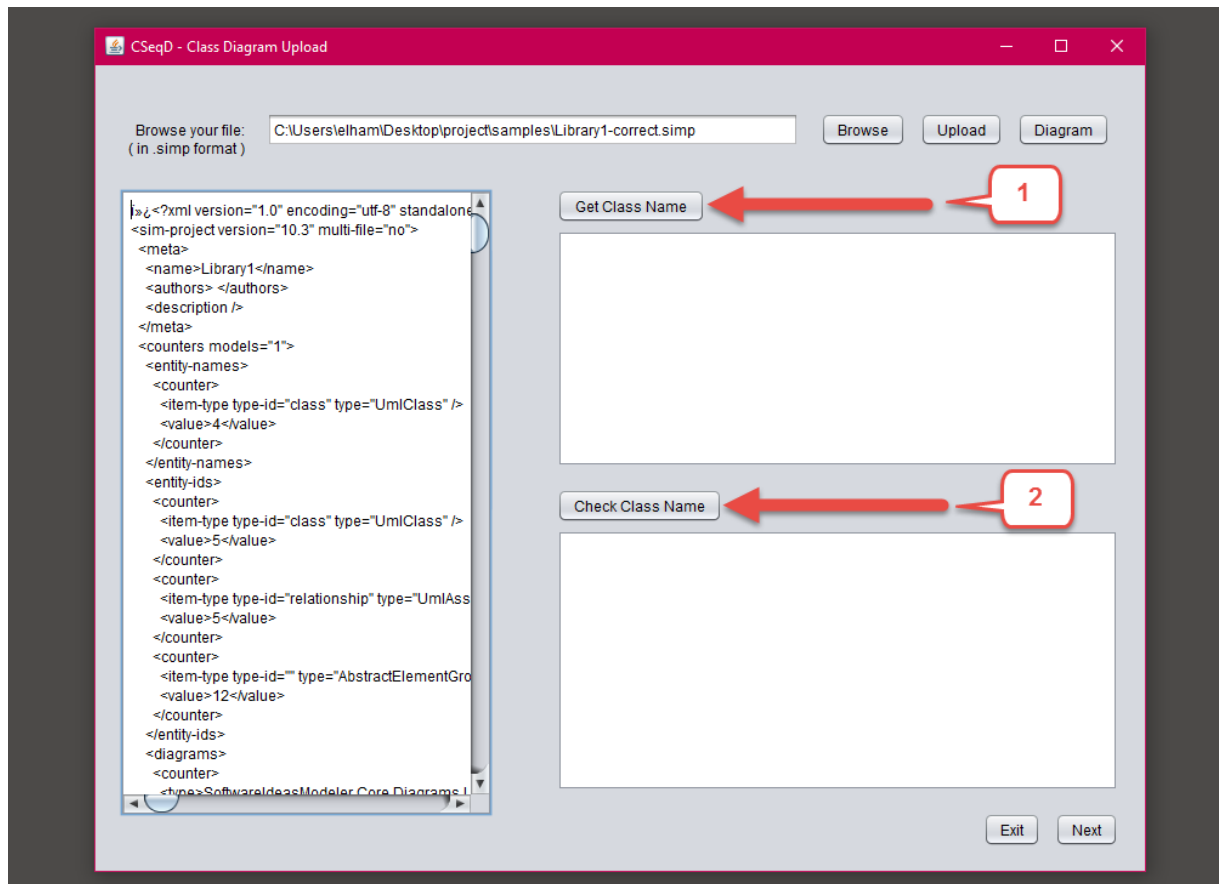 CSeqD - Class Diagram Upload
Browse your file:
( in .simp format )
C:\Users\elham\Desktop\project\samples\Library1-correct.simp
Browse
Upload
Diagram
ï»¿<?xml version="1.0" encoding="utf-8" standalone
<sim-project version="10.3" multi-file="no">
<meta>
<name>Library1</name>
<authors> </authors>
<description />
</meta>
<counters models="1">
<entity-names>
<counter>
<item-type type-id="class" type="UmlClass" />
<value>4</value>
</counter>
</entity-names>
<entity-ids>
<counter>
<item-type type-id="class" type="UmlClass" />
<value>5</value>
</counter>
<counter>
<item-type type-id="relationship" type="UmlAss
<value>5</value>
</counter>
<counter>
<item-type type-id="" type="AbstractElementGro
<value>12</value>
</counter>
</entity-ids>
<diagrams>
<counter>
<type>SoftwareIdeasModeler.Core.Diagrams.
Get Class Name
1
Check Class Name
2
Exit
Next